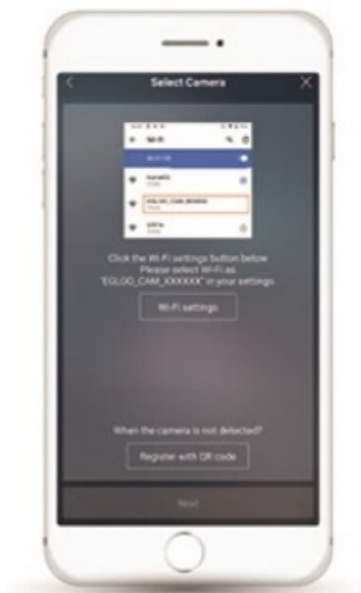 Select Camera
Wi-Fi
EGLOO_CAM_XXXXXX
Click the Wi-Fi settings button below
Please select Wi-Fi as
"EGLOO_CAM_XXXXXX" in your settings
Wi-Fi settings
When the camera is not detected?
Register with QR code
Next